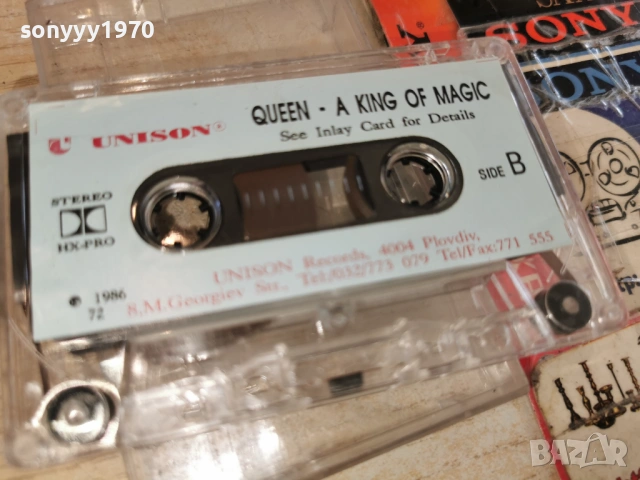 sonyyy1970
SONY
UNISON®
QUEEN - A KING OF MAGIC
See Inlay Card for Details
STEREO
HX-PRO
SIDE B
UNISON Records, 4004 Plovdiv,
8.M.Georgiev Str., Tel;/032/773 079 Tel/Fax:771 555
1986
72
BAZAR